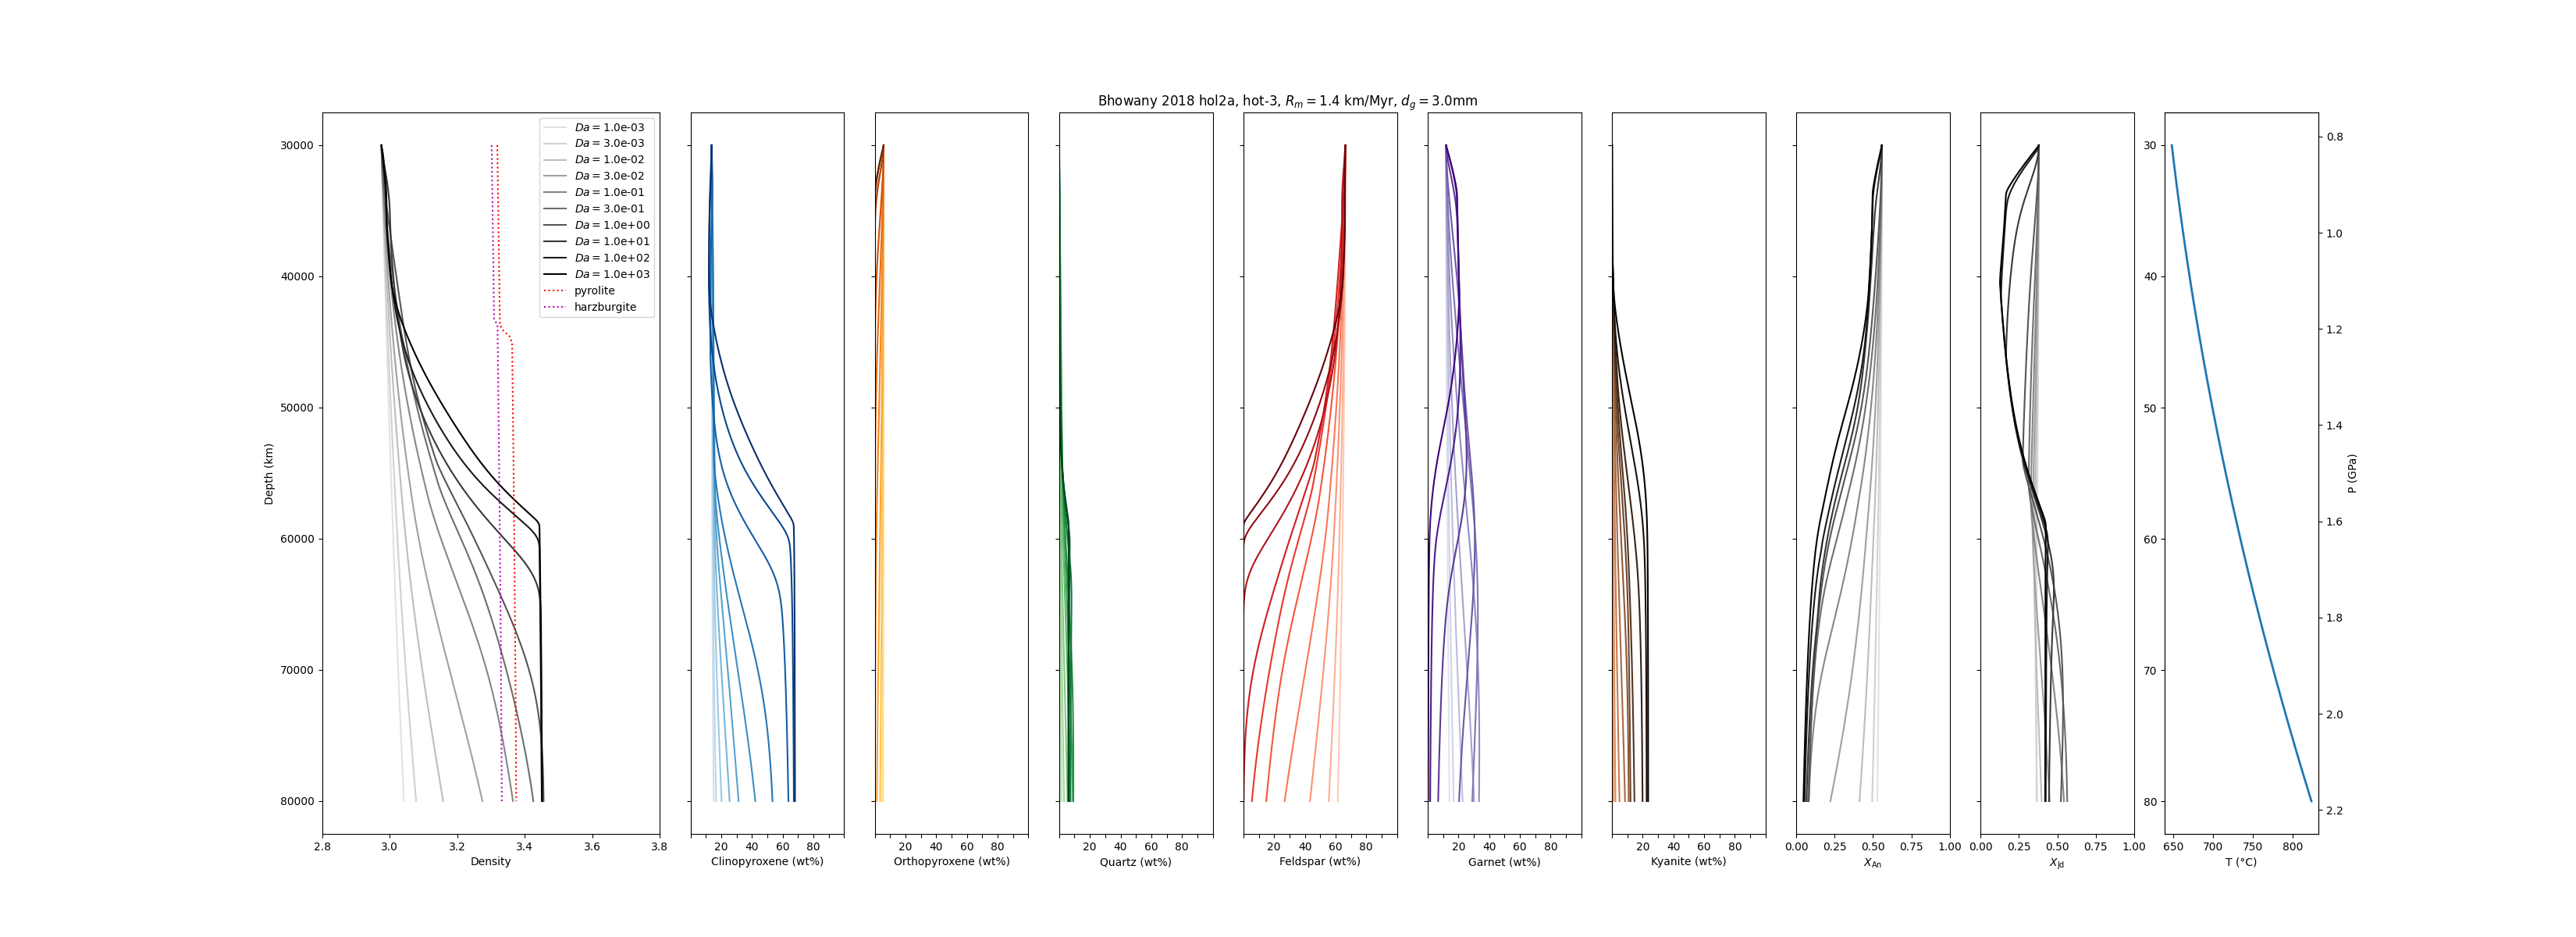 Bhowany 2018 hol2a, hot-3, R_m = 1.4 km/Myr, d_g = 3.0mm
Da = 1.0e-03
Da = 3.0e-03
Da = 1.0e-02
Da = 3.0e-02
Da = 1.0e-01
Da = 3.0e-01
Da = 1.0e+00
Da = 1.0e+01
Da = 1.0e+02
Da = 1.0e+03
pyrolite
harzburgite
Depth (km)
30000
40000
50000
60000
70000
80000
2.8 3.0 3.2 3.4 3.6 3.8
Density
20 40 60 80
Clinopyroxene (wt%)
20 40 60 80
Orthopyroxene (wt%)
20 40 60 80
Quartz (wt%)
20 40 60 80
Feldspar (wt%)
20 40 60 80
Garnet (wt%)
20 40 60 80
Kyanite (wt%)
0.00 0.25 0.50 0.75 1.00
X_An
0.00 0.25 0.50 0.75 1.00
X_Jd
30
40
50
60
70
80
650 700 750 800
T (°C)
0.8
1.0
1.2
1.4
1.6
1.8
2.0
2.2
P (GPa)